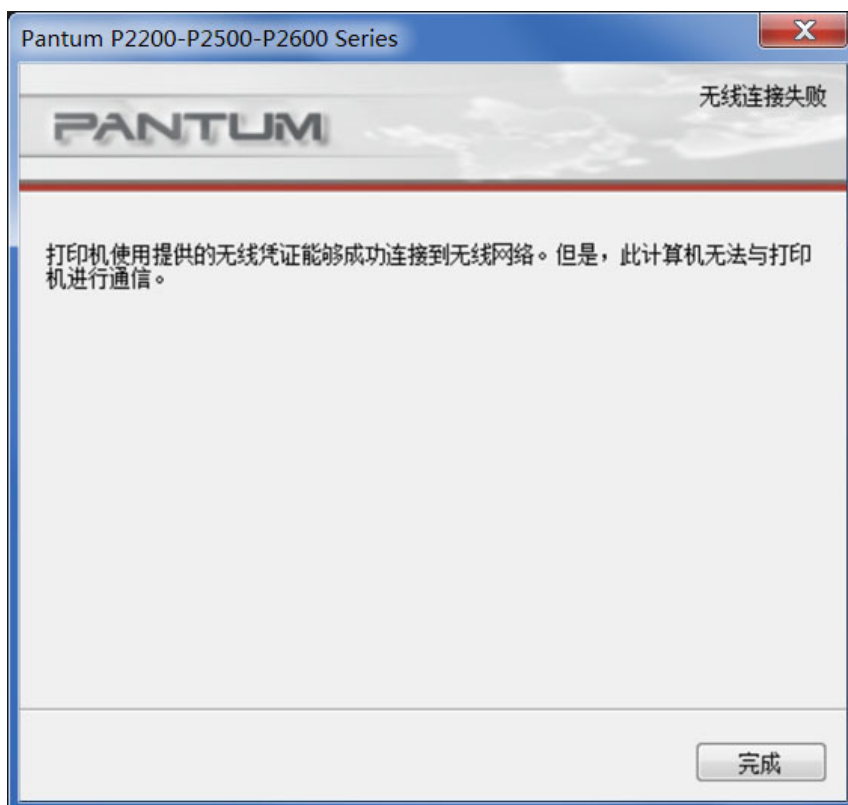 Pantum P2200-P2500-P2600 Series
无线连接失败
PANTUM
打印机使用提供的无线凭证能够成功连接到无线网络。但是，此计算机无法与打印
机进行通信。
完成